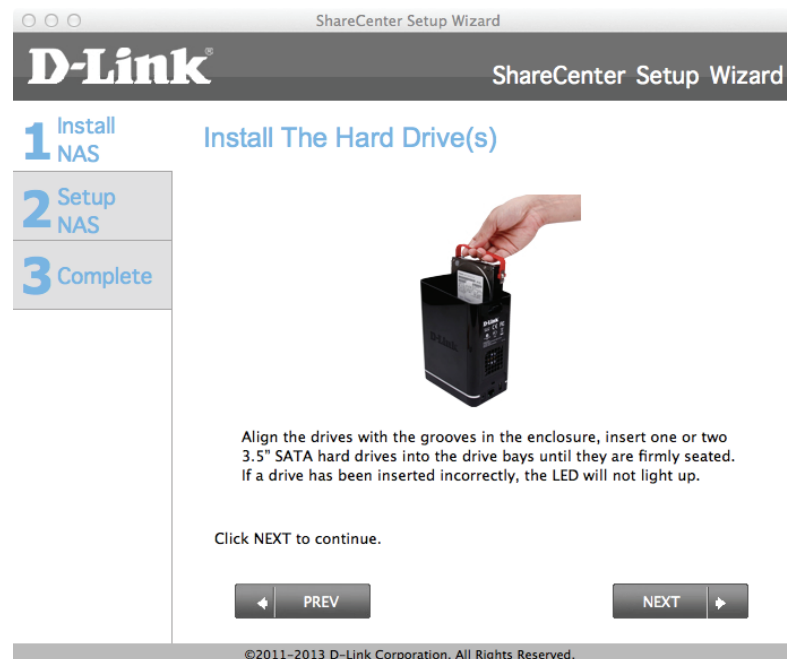 ShareCenter Setup Wizard
D-Link®
ShareCenter Setup Wizard
1 Install
NAS
2 Setup
NAS
3 Complete
Install The Hard Drive(s)
D-Link
D-Link
Align the drives with the grooves in the enclosure, insert one or two
3.5" SATA hard drives into the drive bays until they are firmly seated.
If a drive has been inserted incorrectly, the LED will not light up.
Click NEXT to continue.
PREV
NEXT
©2011-2013 D-Link Corporation. All Rights Reserved.